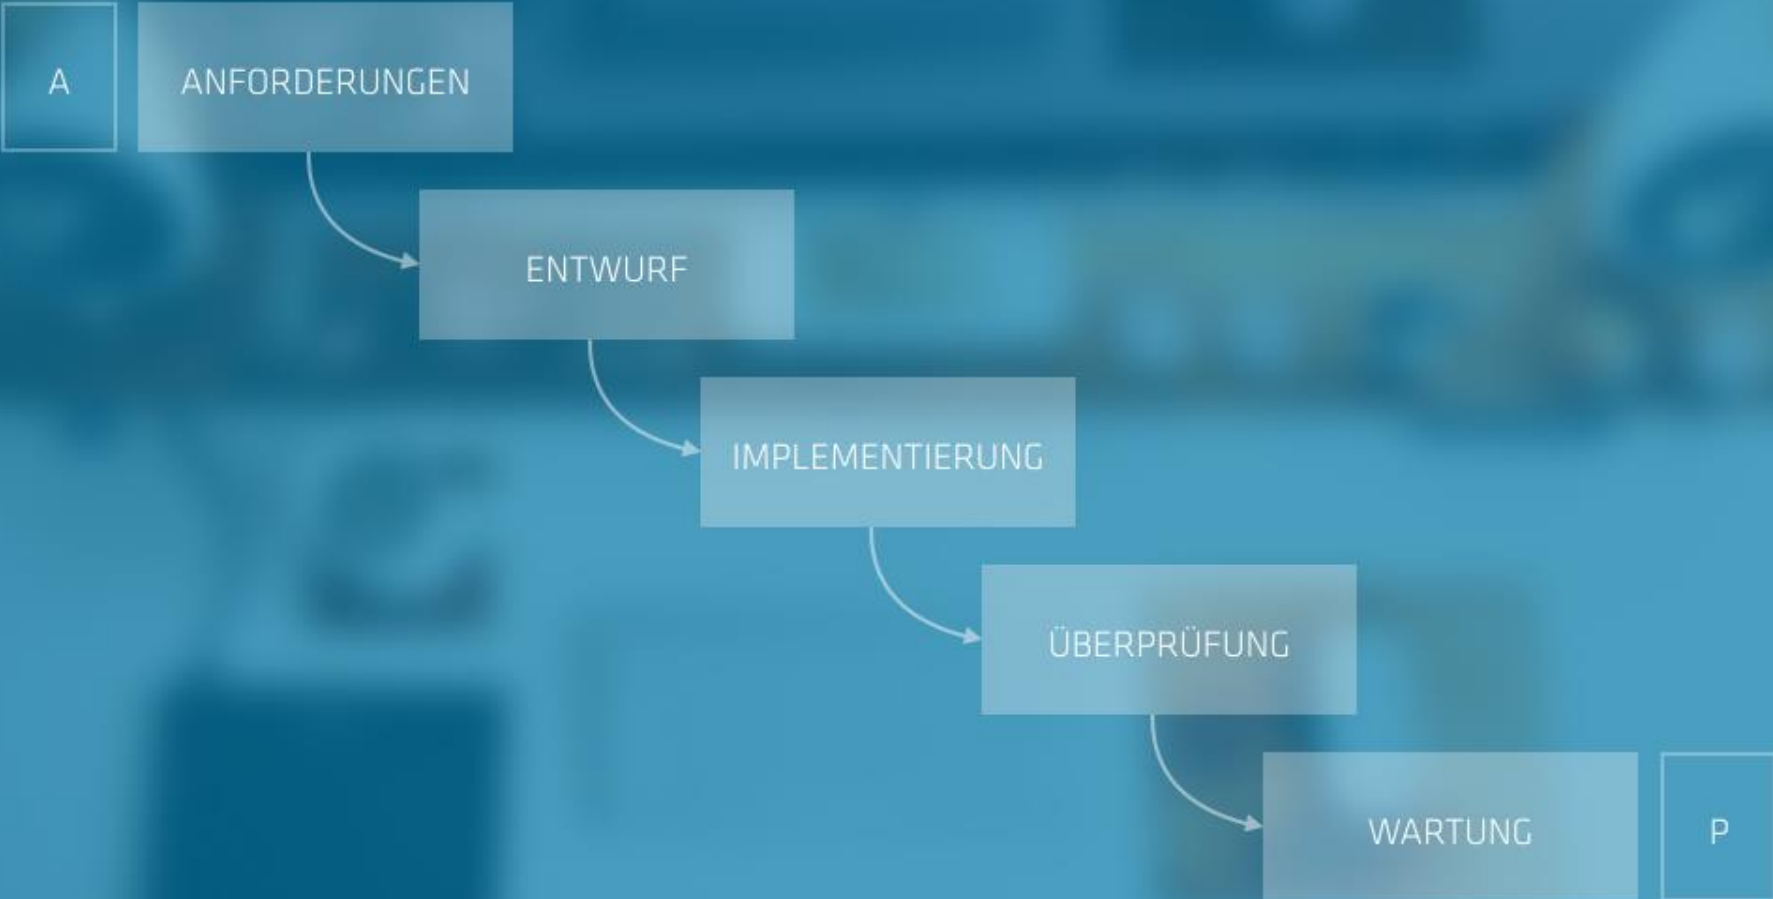 A
ANFORDERUNGEN
ENTWURF
IMPLEMENTIERUNG
ÜBERPRÜFUNG
WARTUNG
P